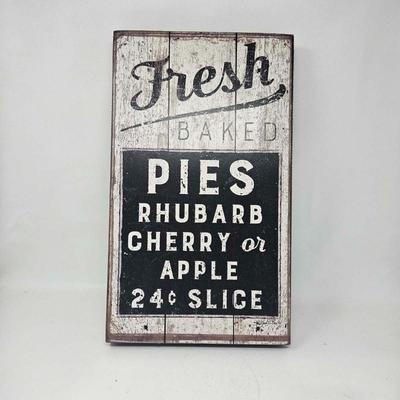 Fresh
BAKED
PIES
RHUBARB
CHERRY or
APPLE
24¢ SLICE